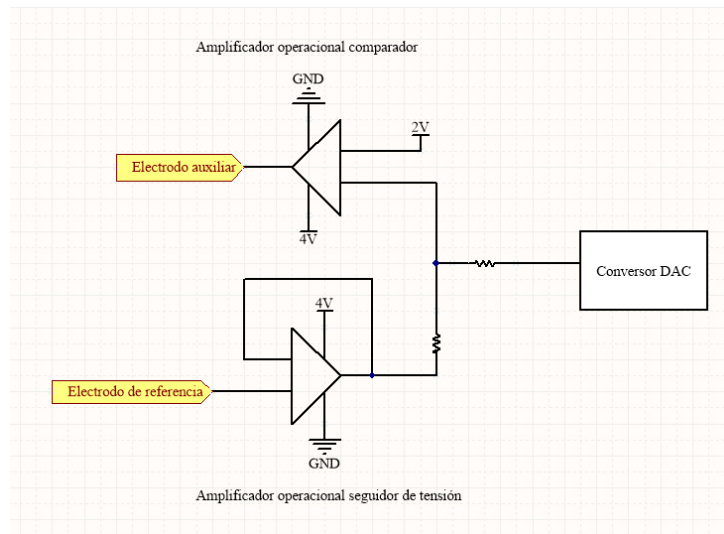 Amplificador operacional comparador
GND
2V
Electrodo auxiliar
4V
Conversor DAC
4V
Electrodo de referencia
GND
Amplificador operacional seguidor de tensión